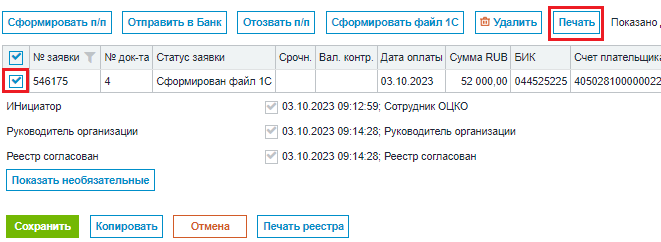 Сформировать п/п Отправить в Банк Отозвать п/п Сформировать файл 1С Удалить Печать Показано
№ заявки № док-та Статус заявки Срочн. Вал. контр. Дата оплаты Сумма RUB БИК Счет плательщика
546175 4 Сформирован файл 1С 03.10.2023 52 000,00 044525225 405028100000022
ИНициатор 03.10.2023 09:12:59; Сотрудник ОЦКО
Руководитель организации 03.10.2023 09:14:28; Руководитель организации
Реестр согласован 03.10.2023 09:14:28; Реестр согласован
Показать необязательные
Сохранить Копировать Отмена Печать реестра